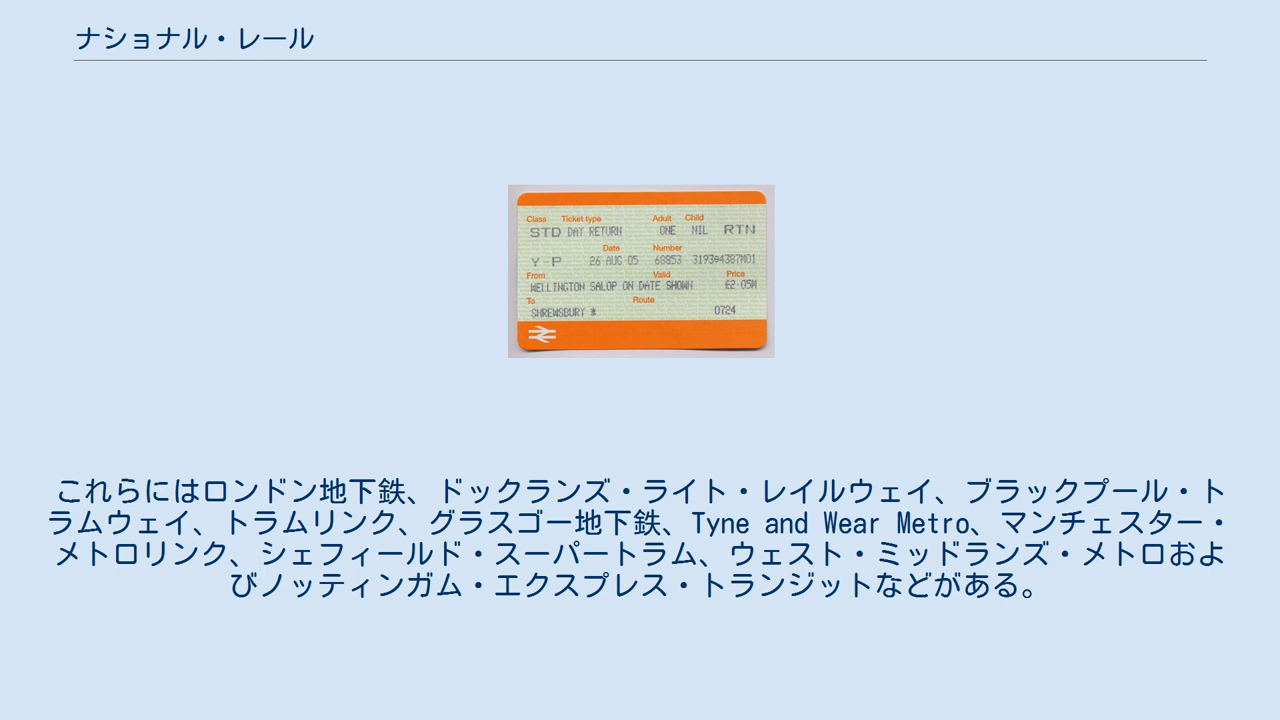 ナショナル・レール
Class Ticket type Adult Child
STD DAY RETURN ONE NIL RTN
Date Number
Y-P 26 AUG 05 68853 319304387M01
From Valid Price
WELLINGTON SALOP ON DATE SHOWN £2·05M
To Route
SHREWSBURY * 0724
これらにはロンドン地下鉄、ドックランズ・ライト・レイルウェイ、ブラックプール・ト
ラムウェイ、トラムリンク、グラスゴー地下鉄、Tyne and Wear Metro、マンチェスター・
メトロリンク、シェフィールド・スーパートラム、ウェスト・ミッドランズ・メトロおよ
びノッティンガム・エクスプレス・トランジットなどがある。